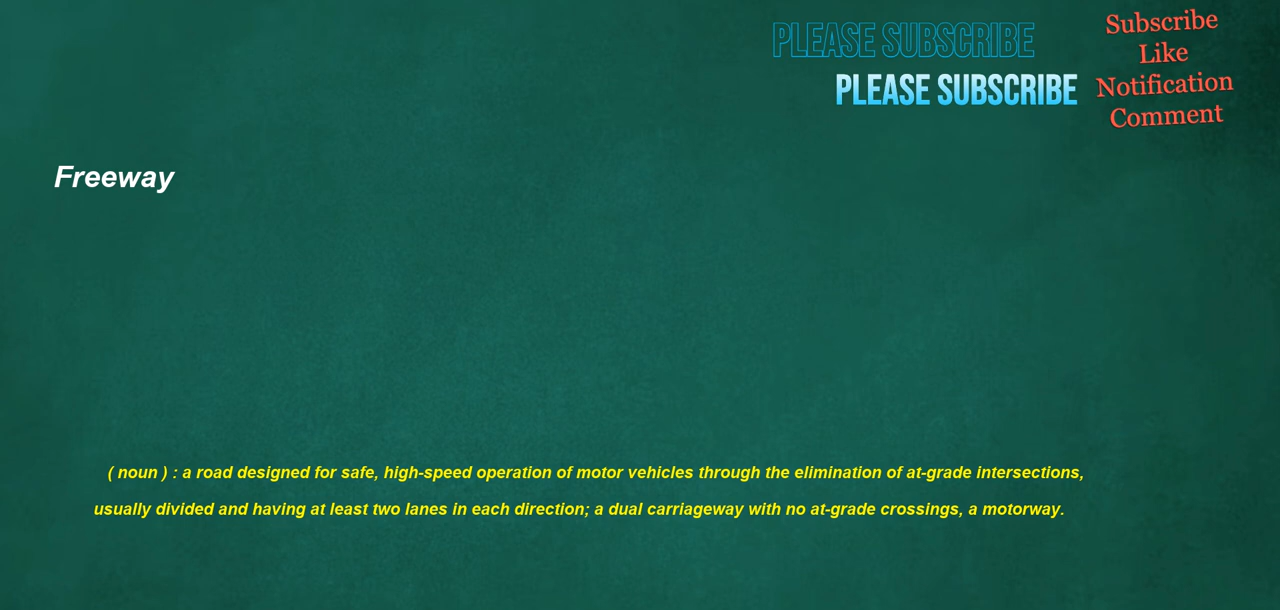 PLEASE SUBSCRIBE
PLEASE SUBSCRIBE
Subscribe
Like
Notification
Comment
Freeway
( noun ) : a road designed for safe, high-speed operation of motor vehicles through the elimination of at-grade intersections,
usually divided and having at least two lanes in each direction; a dual carriageway with no at-grade crossings, a motorway.